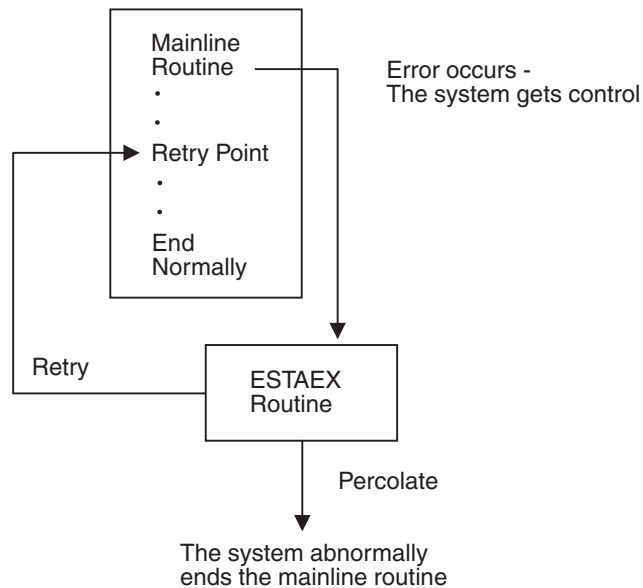 Mainline
Routine
Error occurs -
The system gets control
Retry Point
End
Normally
Retry
ESTAEX
Routine
Percolate
The system abnormally
ends the mainline routine